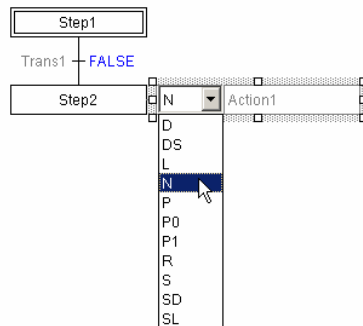 Step1
Trans1 FALSE
Step2 N Action1
D
DS
L
N
P
P0
P1
R
S
SD
SL